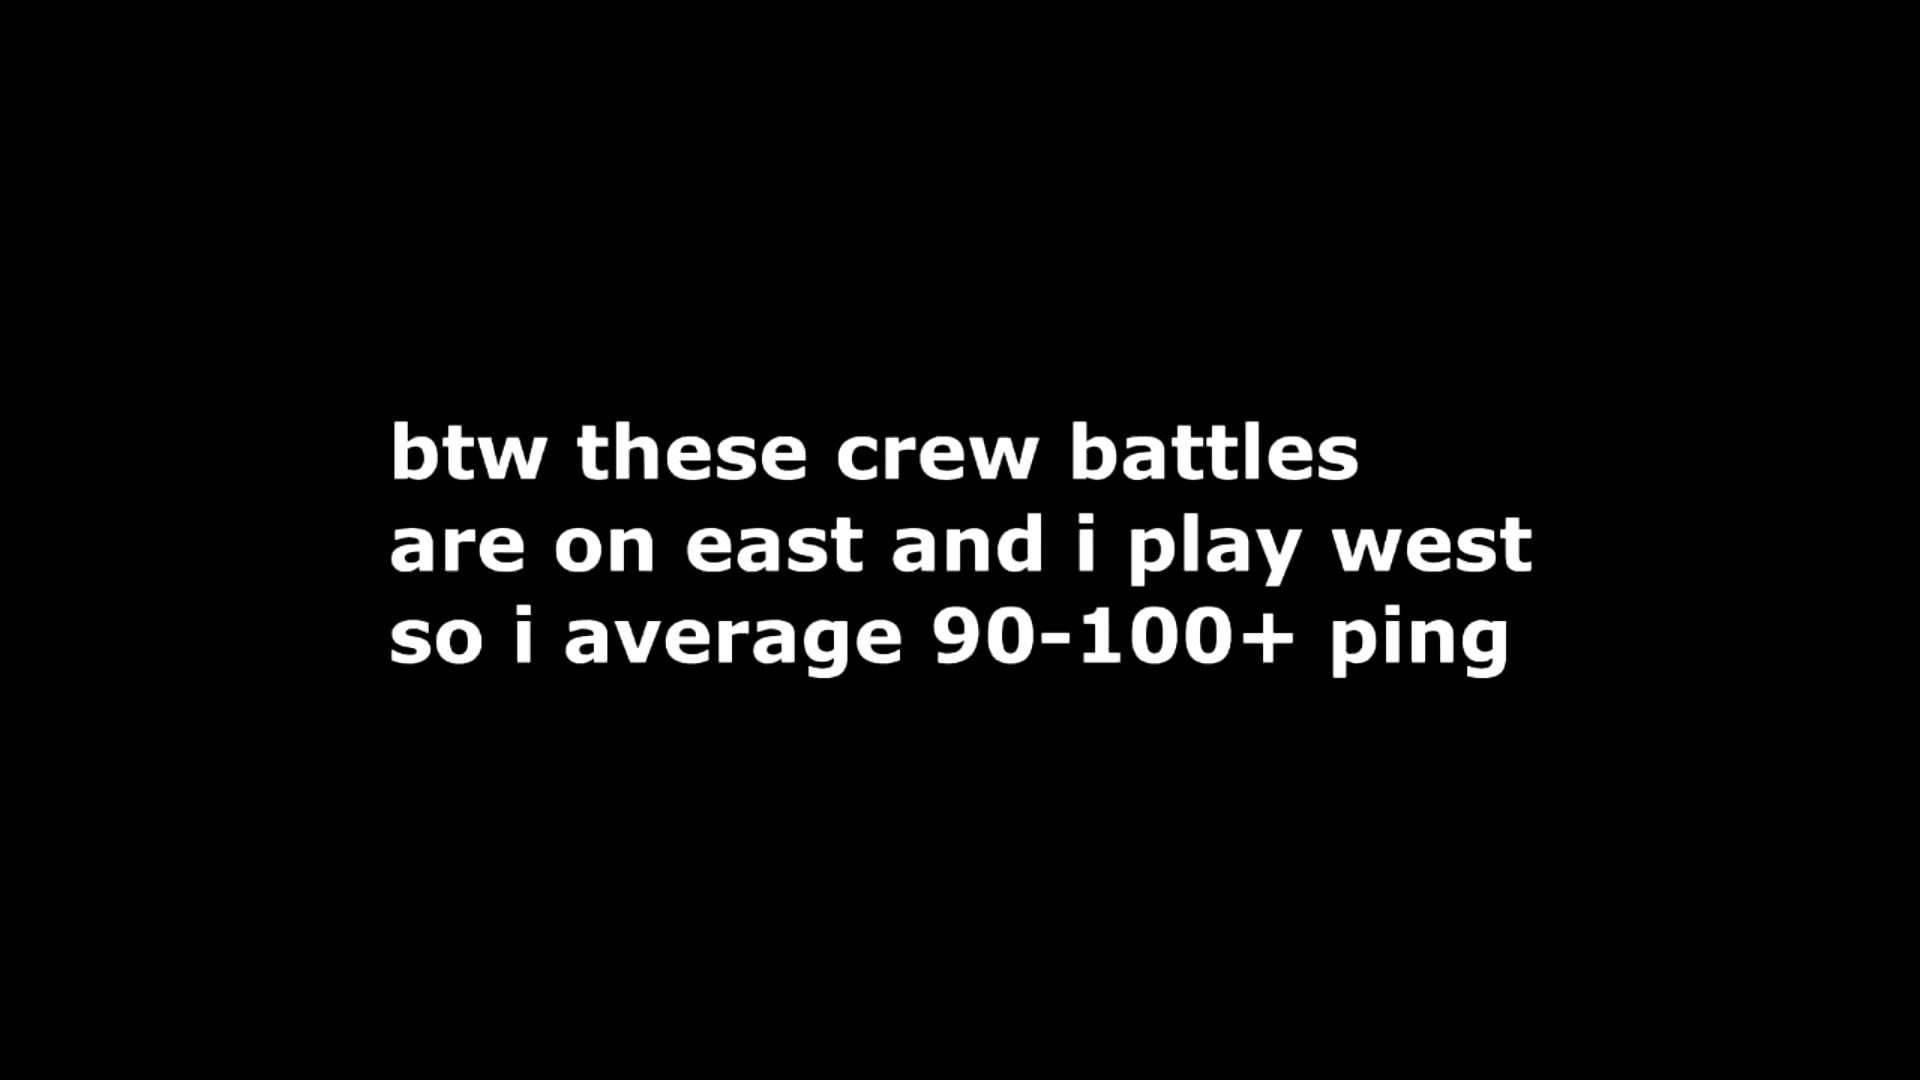 btw these crew battles
are on east and i play west
so i average 90-100+ ping